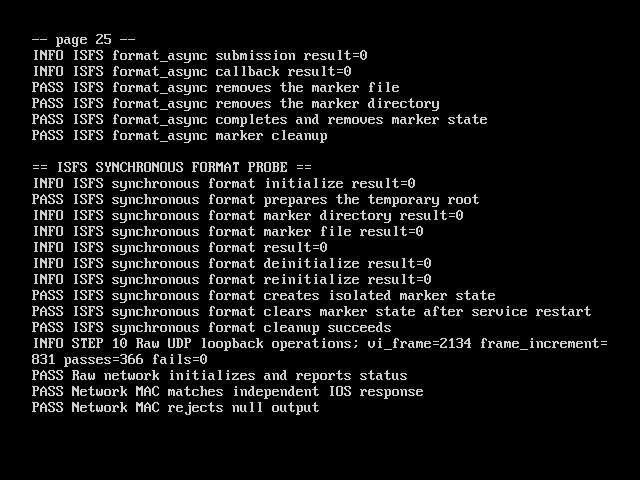 -- page 25 --
INFO ISFS format_async submission result=0
INFO ISFS format_async callback result=0
PASS ISFS format_async removes the marker file
PASS ISFS format_async removes the marker directory
PASS ISFS format_async completes and removes marker state
PASS ISFS format_async marker cleanup
== ISFS SYNCHRONOUS FORMAT PROBE ==
INFO ISFS synchronous format initialize result=0
PASS ISFS synchronous format prepares the temporary root
INFO ISFS synchronous format marker directory result=0
INFO ISFS synchronous format marker file result=0
INFO ISFS synchronous format result=0
INFO ISFS synchronous format deinitialize result=0
INFO ISFS synchronous format reinitialize result=0
PASS ISFS synchronous format creates isolated marker state
PASS ISFS synchronous format clears marker state after service restart
PASS ISFS synchronous format cleanup succeeds
INFO STEP 10 Raw UDP loopback operations; vi_frame=2134 frame_increment=
831 passes=366 fails=0
PASS Raw network initializes and reports status
PASS Network MAC matches independent IOS response
PASS Network MAC rejects null output